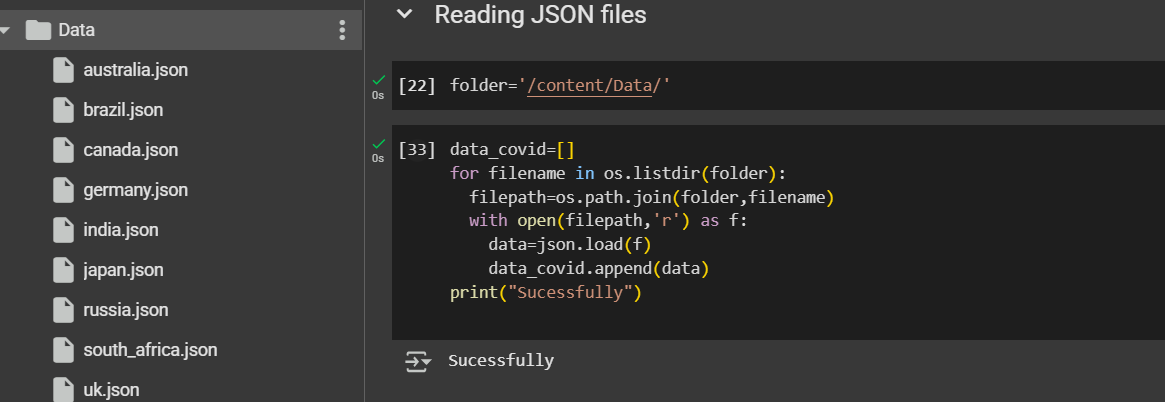 Data
australia.json
brazil.json
canada.json
germany.json
india.json
japan.json
russia.json
south_africa.json
uk.json
Reading JSON files
0s
[22] folder='/content/Data/'
0s
[33] data_covid=[]
for filename in os.listdir(folder):
  filepath=os.path.join(folder,filename)
  with open(filepath,'r') as f:
    data=json.load(f)
    data_covid.append(data)
print("Sucessfully")
Sucessfully